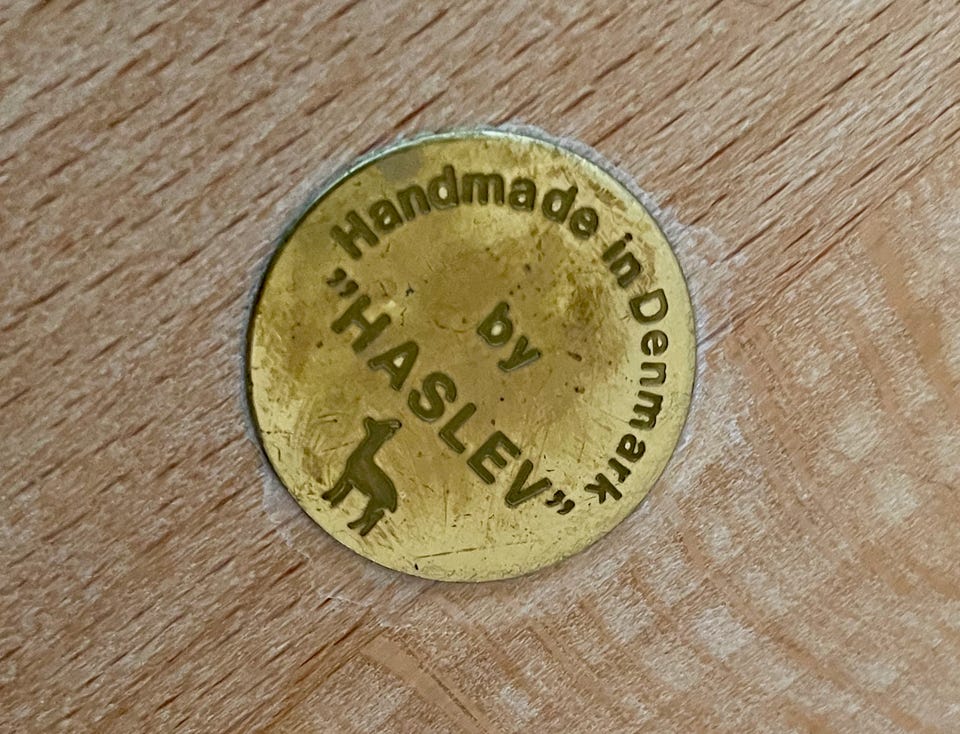 Handmade in Denmark
by
”HASLEV”